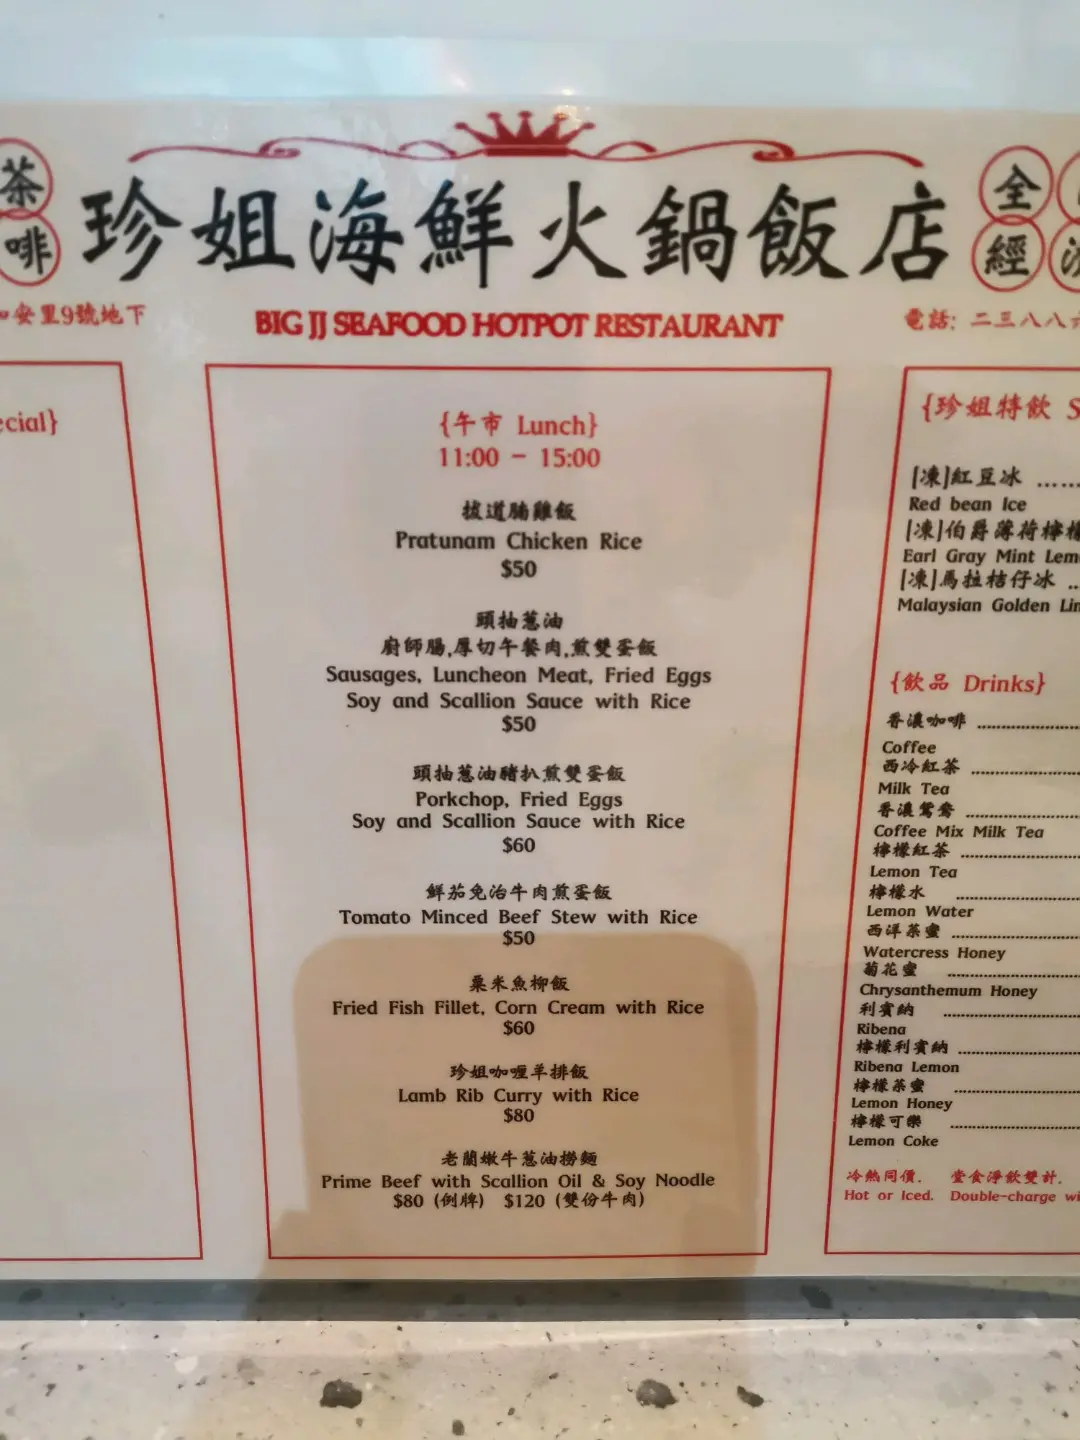 茶
啡
珍姐海鮮火鍋飯店
全
經
安里9號地下
BIG JJ SEAFOOD HOTPOT RESTAURANT
電話: 二三八八六
ecial}
{午市 Lunch}
11:00 - 15:00
拔道腩雞飯
Pratunam Chicken Rice
$50
頭抽蔥油
廚師腸,厚切午餐肉,煎雙蛋飯
Sausages, Luncheon Meat, Fried Eggs
Soy and Scallion Sauce with Rice
$50
頭抽蔥油豬扒煎雙蛋飯
Porkchop, Fried Eggs
Soy and Scallion Sauce with Rice
$60
鮮茄免治牛肉煎蛋飯
Tomato Minced Beef Stew with Rice
$50
粟米魚柳飯
Fried Fish Fillet, Corn Cream with Rice
$60
珍姐咖喱羊排飯
Lamb Rib Curry with Rice
$80
老蘭嫩牛蔥油撈麵
Prime Beef with Scallion Oil & Soy Noodle
$80 (例牌) $120 (雙份牛肉)
{珍姐特飲 S
[凍]紅豆冰 ......
Red bean Ice
[凍]伯爵薄荷檸檬
Earl Gray Mint Lem
[凍]馬拉桔仔冰 ..
Malaysian Golden Lim
{飲品 Drinks}
香濃咖啡
Coffee
西冷紅茶
Milk Tea
香濃鴛鴦
Coffee Mix Milk Tea
檸檬紅茶
Lemon Tea
檸檬水
Lemon Water
西洋菜蜜
Watercress Honey
菊花蜜
Chrysanthemum Honey
利賓納
Ribena
檸檬利賓納
Ribena Lemon
檸檬茶蜜
Lemon Honey
檸檬可樂
Lemon Coke
冷熱同價. 堂食淨飲雙計.
Hot or Iced. Double-charge wi